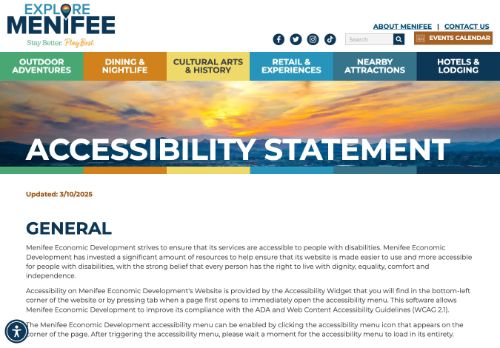 EXPLORE
MENIFEE
Stay Better. Play Best.
ABOUT MENIFEE | CONTACT US
Search
EVENTS CALENDAR
OUTDOOR ADVENTURES
DINING & NIGHTLIFE
CULTURAL ARTS & HISTORY
RETAIL & EXPERIENCES
NEARBY ATTRACTIONS
HOTELS & LODGING
ACCESSIBILITY STATEMENT
Updated: 3/10/2025
GENERAL
Menifee Economic Development strives to ensure that its services are accessible to people with disabilities. Menifee Economic
Development has invested a significant amount of resources to help ensure that its website is made easier to use and more accessible
for people with disabilities, with the strong belief that every person has the right to live with dignity, equality, comfort and
independence.
Accessibility on Menifee Economic Development's Website is provided by the Accessibility Widget that you will find in the bottom-left
corner of the website or by pressing tab when a page first opens to immediately open the accessibility menu. This software allows
Menifee Economic Development to improve its compliance with the ADA and Web Content Accessibility Guidelines (WCAG 2.1).
The Menifee Economic Development accessibility menu can be enabled by clicking the accessibility menu icon that appears on the
corner of the page. After triggering the accessibility menu, please wait a moment for the accessibility menu to load in its entirety.